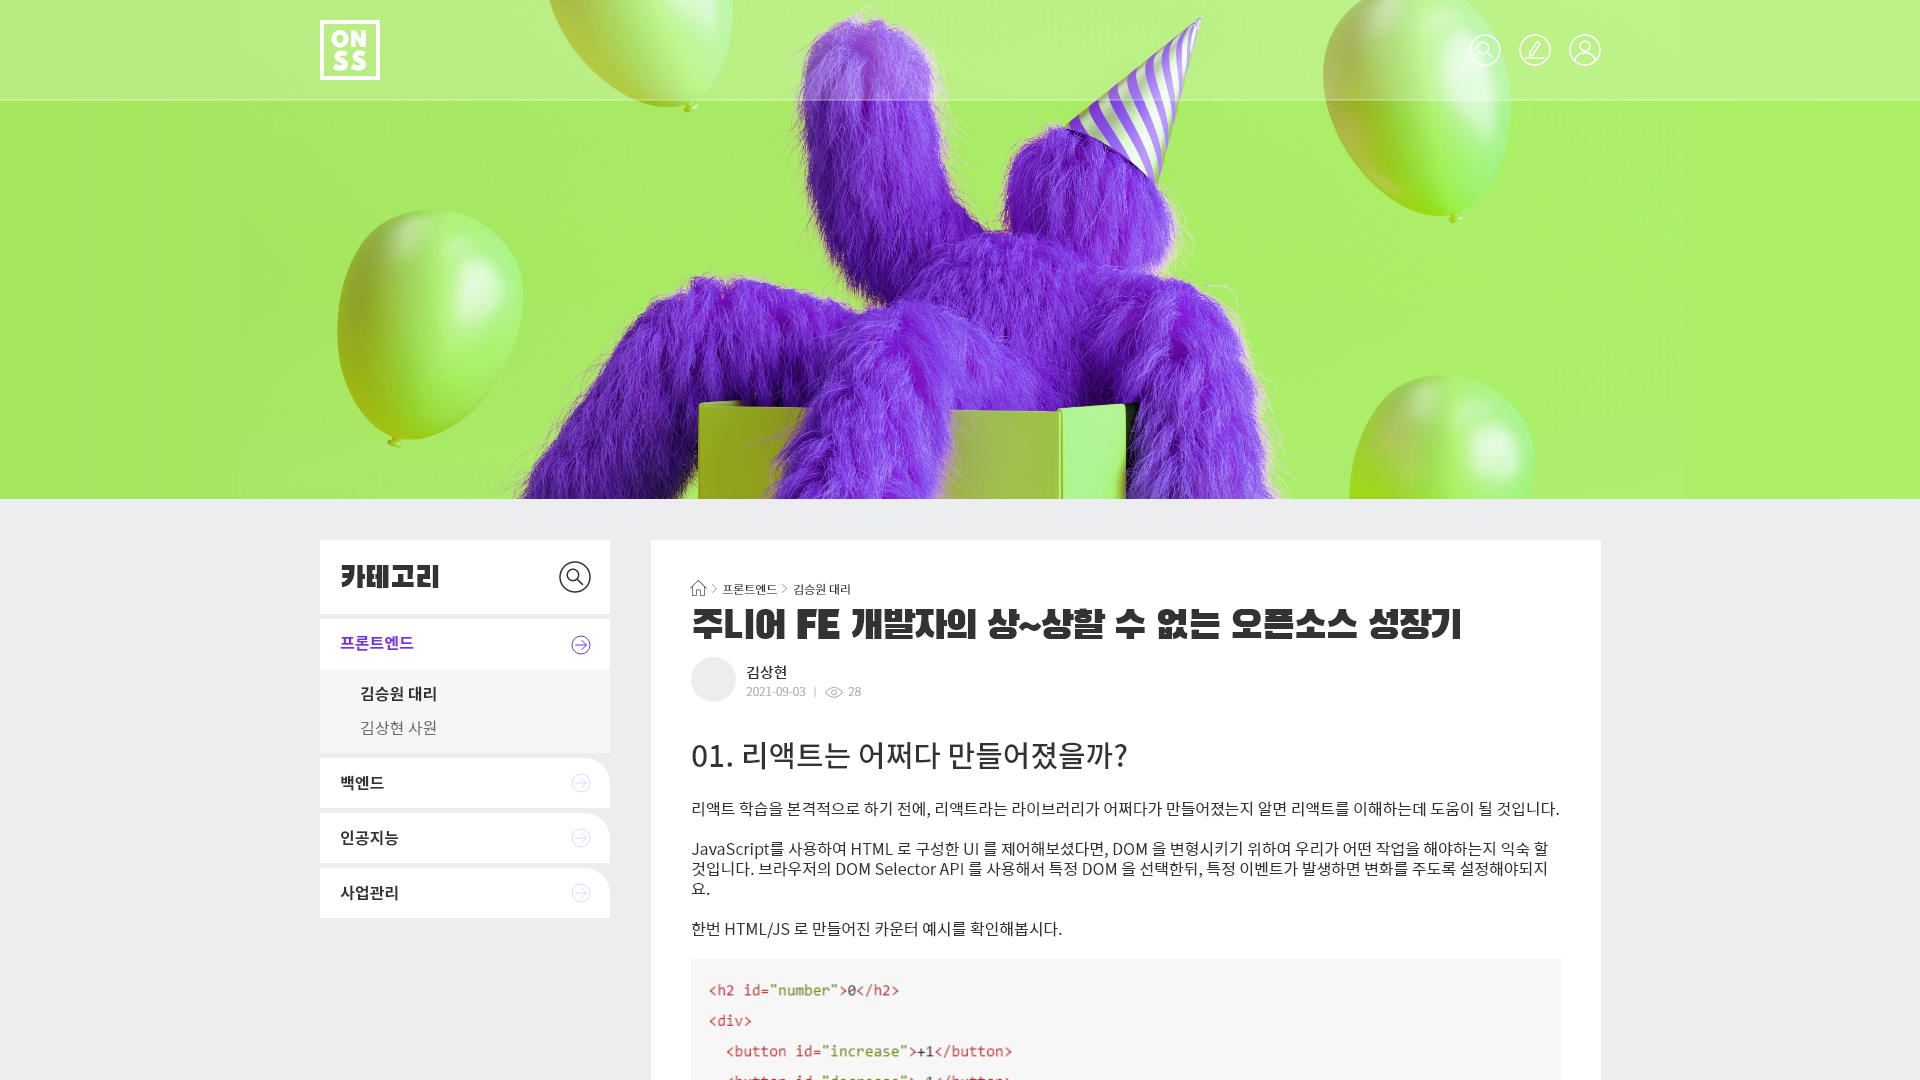 ON
SS
카테고리
프론트엔드
김승원 대리
김상현 사원
백엔드
인공지능
사업관리
프론트엔드 김승원 대리
주니어 FE 개발자의 상~상할 수 없는 오픈소스 성장기
김상현
2021-09-03 | 28
01. 리액트는 어쩌다 만들어졌을까?
리액트 학습을 본격적으로 하기 전에, 리액트라는 라이브러리가 어쩌다가 만들어졌는지 알면 리액트를 이해하는데 도움이 될 것입니다.
JavaScript를 사용하여 HTML 로 구성한 UI 를 제어해보셨다면, DOM 을 변형시키기 위하여 우리가 어떤 작업을 해야하는지 익숙 할
것입니다. 브라우저의 DOM Selector API 를 사용해서 특정 DOM 을 선택한뒤, 특정 이벤트가 발생하면 변화를 주도록 설정해야되지
요.
한번 HTML/JS 로 만들어진 카운터 예시를 확인해봅시다.
<h2 id="number">0</h2>
<div>
<button id="increase">+1</button>